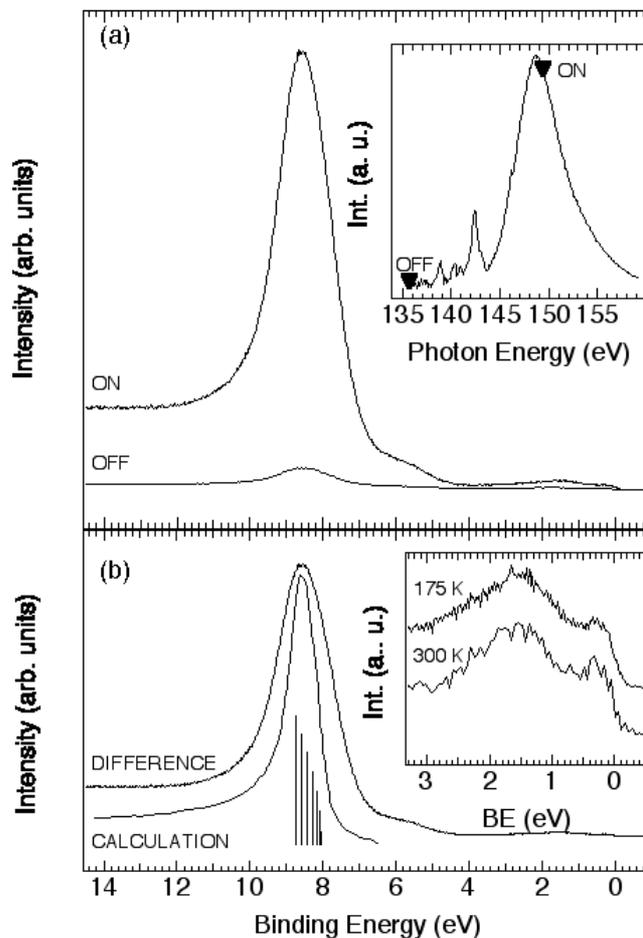 (a)
ON
Int. (a. u.)
OFF
135 140 145 150 155
Photon Energy (eV)
Intensity (arb. units)
ON
OFF
(b)
175 K
300 K
Int. (a.. u.)
3 2 1 0
BE (eV)
Intensity (arb. units)
DIFFERENCE
CALCULATION
14 12 10 8 6 4 2 0
Binding Energy (eV)